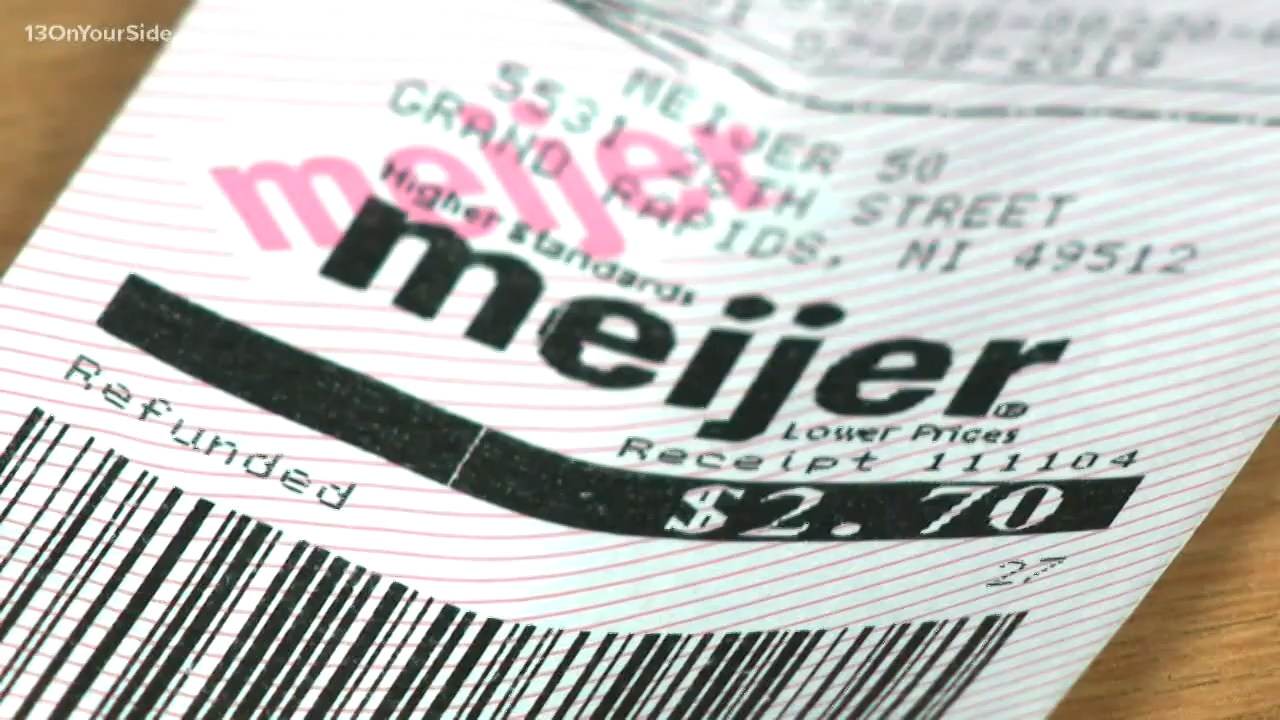 13OnYourSide
MEIJER 50
5531 28TH STREET
GRAND RAPIDS, MI 49512
meijer
Higher Standards
meijer
Lower Prices
Receipt 111104
$2.70
Refunded
27